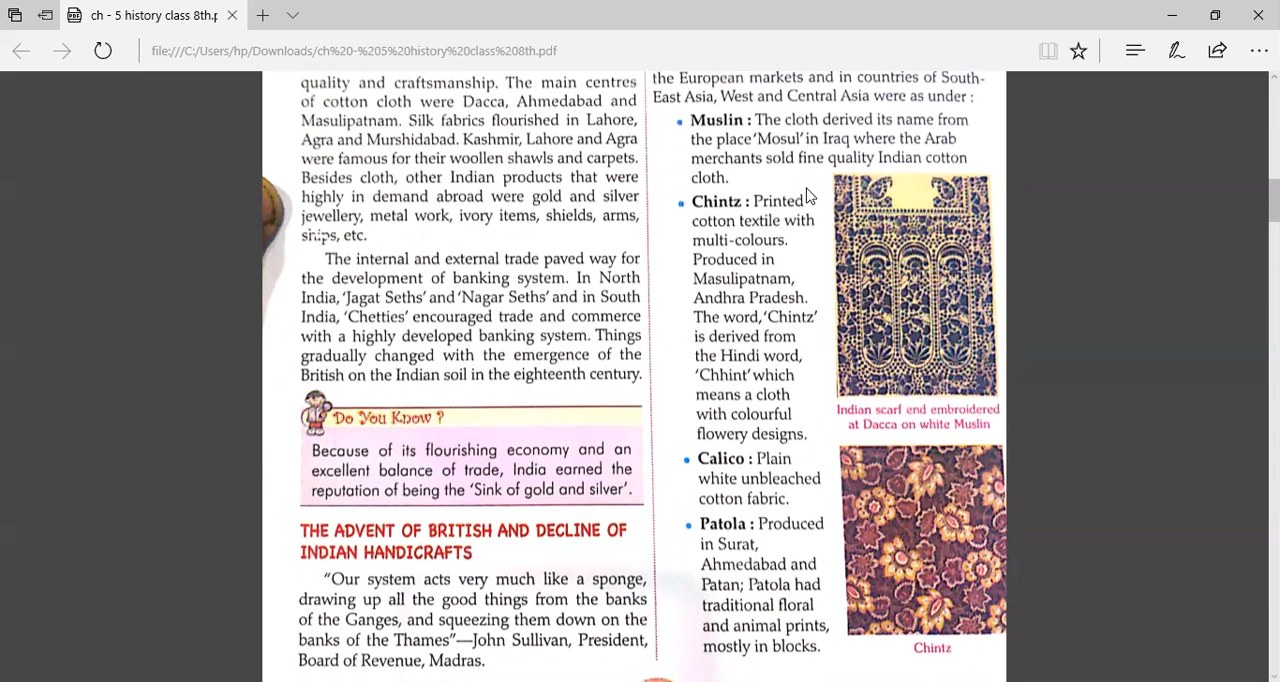 ch - 5 history class 8th.p
file:///C:/Users/hp/Downloads/ch%20-%205%20history%20class%208th.pdf
quality and craftsmanship. The main centres
of cotton cloth were Dacca, Ahmedabad and
Masulipatnam. Silk fabrics flourished in Lahore,
Agra and Murshidabad. Kashmir, Lahore and Agra
were famous for their woollen shawls and carpets.
Besides cloth, other Indian products that were
highly in demand abroad were gold and silver
jewellery, metal work, ivory items, shields, arms,
ships, etc.
The internal and external trade paved way for
the development of banking system. In North
India, 'Jagat Seths' and 'Nagar Seths' and in South
India, 'Chetties' encouraged trade and commerce
with a highly developed banking system. Things
gradually changed with the emergence of the
British on the Indian soil in the eighteenth century.
Do You Know ?
Because of its flourishing economy and an
excellent balance of trade, India earned the
reputation of being the 'Sink of gold and silver'.
THE ADVENT OF BRITISH AND DECLINE OF
INDIAN HANDICRAFTS
"Our system acts very much like a sponge,
drawing up all the good things from the banks
of the Ganges, and squeezing them down on the
banks of the Thames"—John Sullivan, President,
Board of Revenue, Madras.
the European markets and in countries of South-
East Asia, West and Central Asia were as under :
• Muslin : The cloth derived its name from
the place 'Mosul' in Iraq where the Arab
merchants sold fine quality Indian cotton
cloth.
• Chintz : Printed
cotton textile with
multi-colours.
Produced in
Masulipatnam,
Andhra Pradesh.
The word, 'Chintz'
is derived from
the Hindi word,
'Chhint' which
means a cloth
with colourful
flowery designs.
• Calico : Plain
white unbleached
cotton fabric.
• Patola : Produced
in Surat,
Ahmedabad and
Patan; Patola had
traditional floral
and animal prints,
mostly in blocks.
Indian scarf end embroidered
at Dacca on white Muslin
Chintz